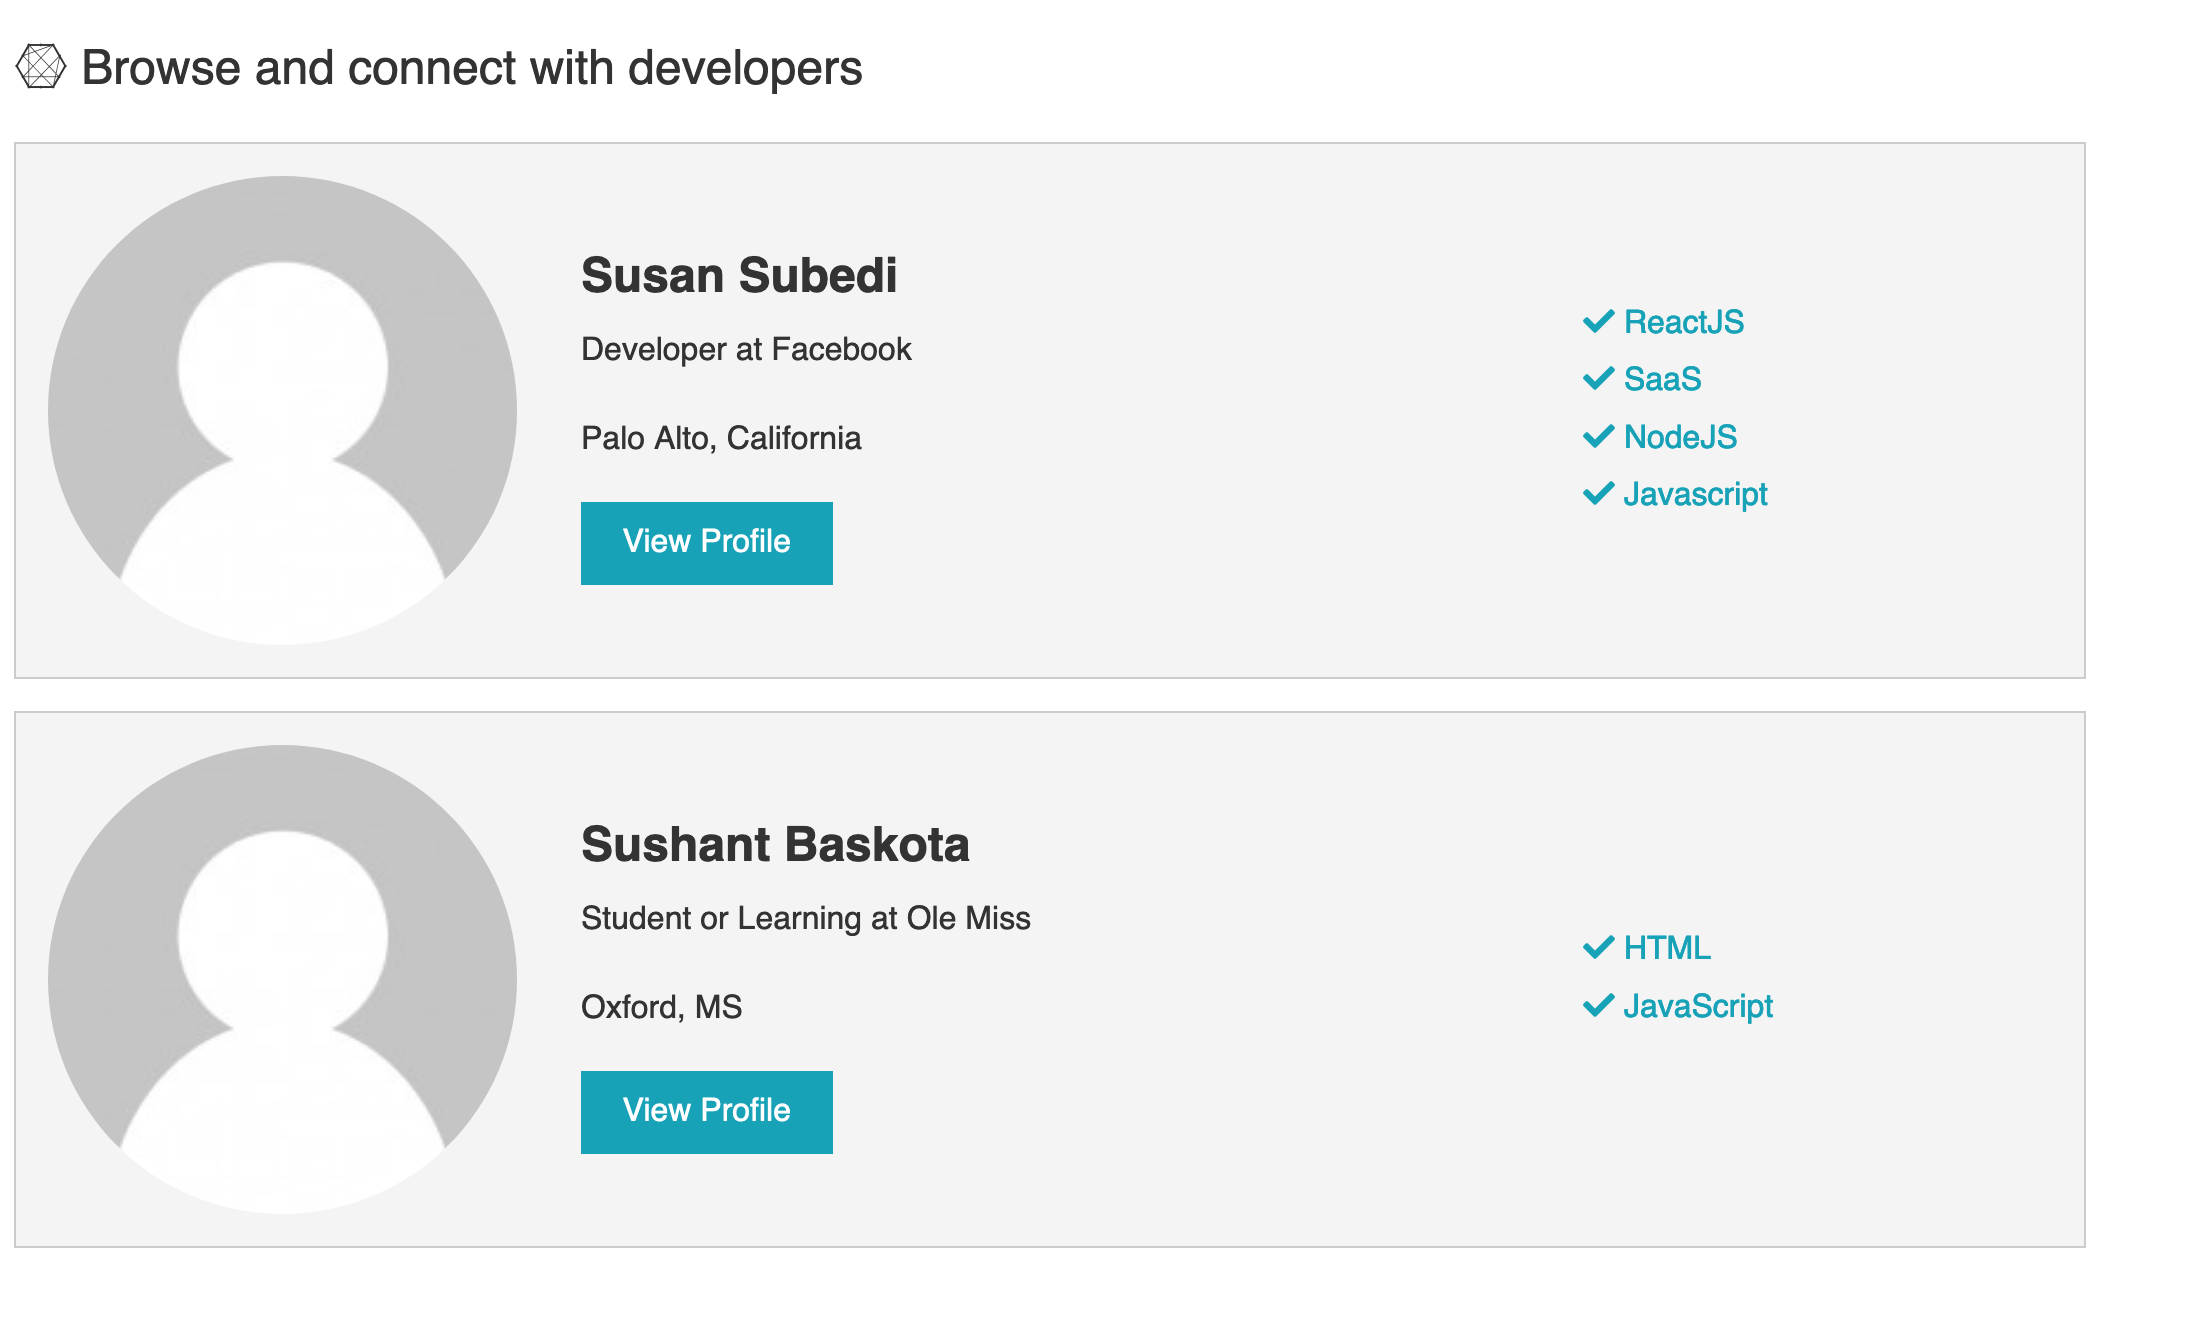 Browse and connect with developers
Susan Subedi
Developer at Facebook
Palo Alto, California
View Profile
ReactJS
SaaS
NodeJS
Javascript
Sushant Baskota
Student or Learning at Ole Miss
Oxford, MS
View Profile
HTML
JavaScript